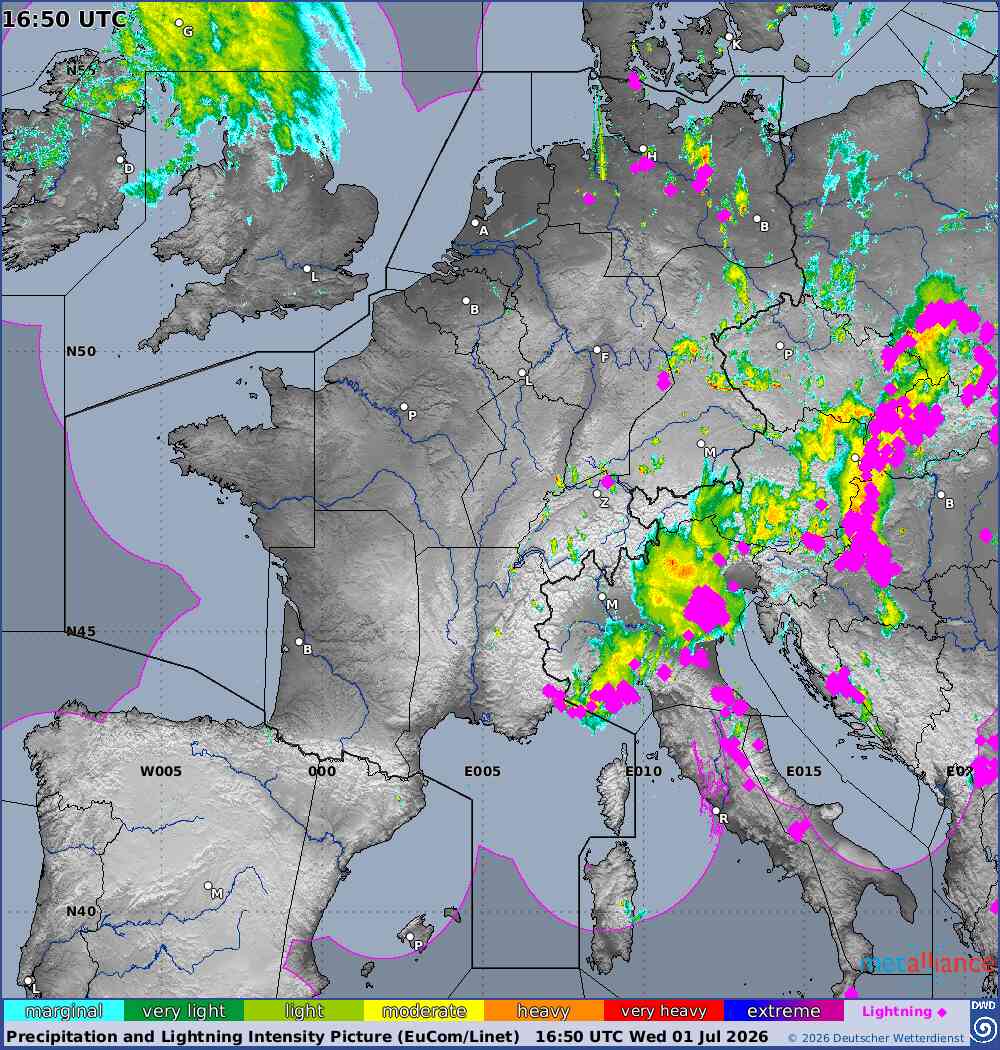 16:50 UTC
G
K
N55
D
H
A
B
L
B
N50
F
P
L
P
M
Z
B
M
N45
B
W005
000
E005
E010
E015
R
M
N40
P
metalliance
L
marginal very light light moderate heavy very heavy extreme Lightning DWD
Precipitation and Lightning Intensity Picture (EuCom/Linet) 16:50 UTC Wed 01 Jul 2026 © 2026 Deutscher Wetterdienst